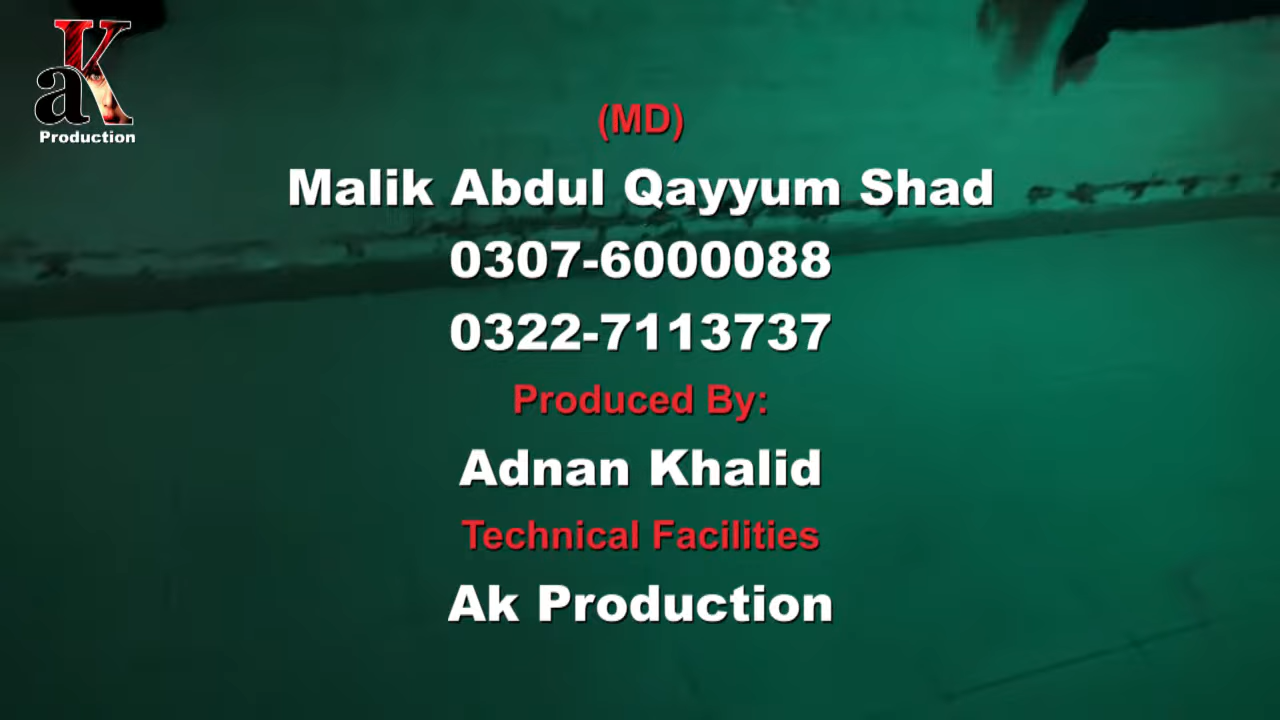 aK
Production
(MD)
Malik Abdul Qayyum Shad
0307-6000088
0322-7113737
Produced By:
Adnan Khalid
Technical Facilities
Ak Production